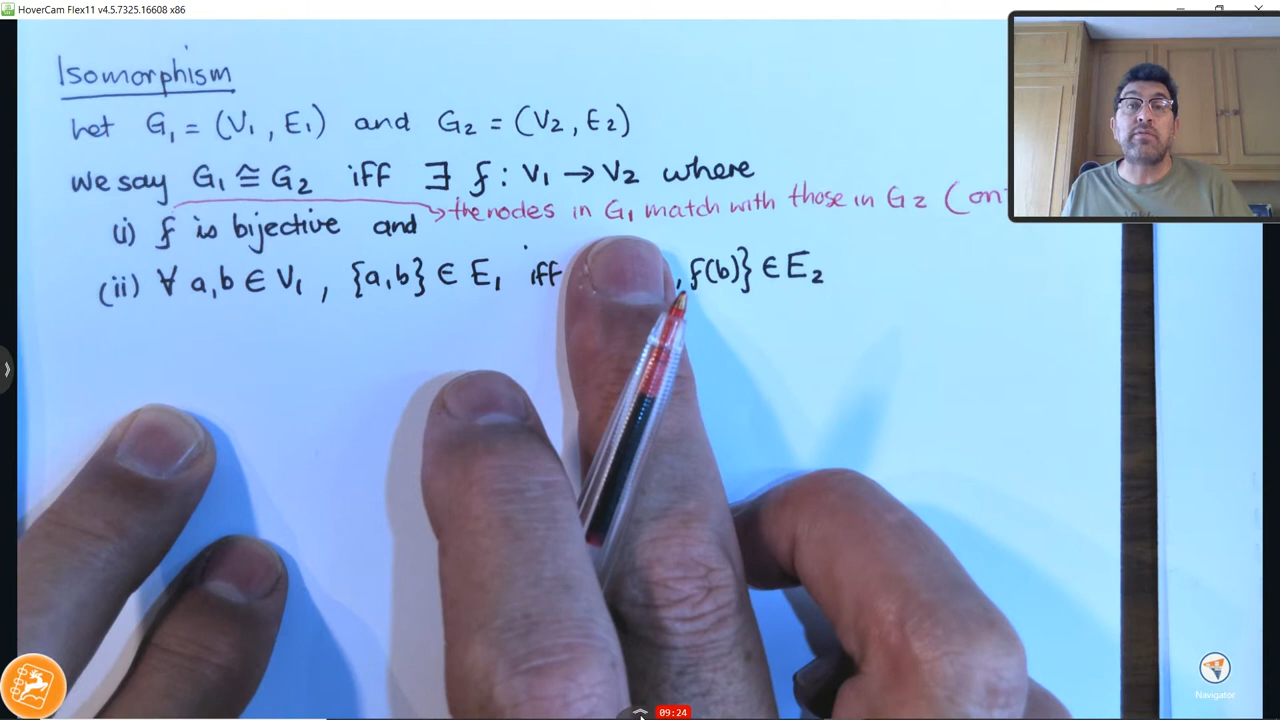 HoverCam Flex11 v4.5.7325.16608 x86
Isomorphism
Let G₁ = (V₁, E₁) and G₂ = (V₂, E₂)
We say G₁ ≅ G₂ iff ∃ f : V₁ → V₂ where
→ the nodes in G₁ match with those in G₂ (
(i) f is bijective and
(ii) ∀ a,b ∈ V₁, {a,b} ∈ E₁ iff , f(b)} ∈ E₂
Navigator
09:24